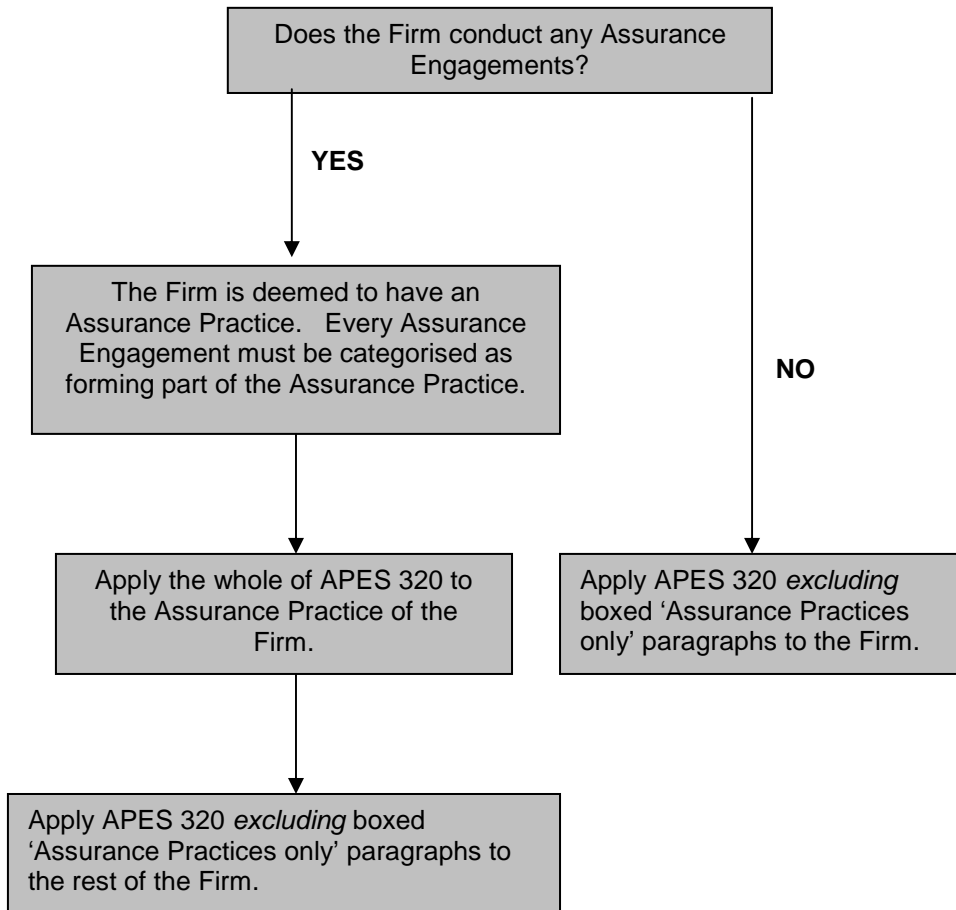 Does the Firm conduct any Assurance
Engagements?
YES
The Firm is deemed to have an
Assurance Practice. Every Assurance
Engagement must be categorised as
forming part of the Assurance Practice.
NO
Apply the whole of APES 320 to
the Assurance Practice of the
Firm.
Apply APES 320 excluding
boxed ‘Assurance Practices
only’ paragraphs to the Firm.
Apply APES 320 excluding boxed
‘Assurance Practices only’ paragraphs to
the rest of the Firm.